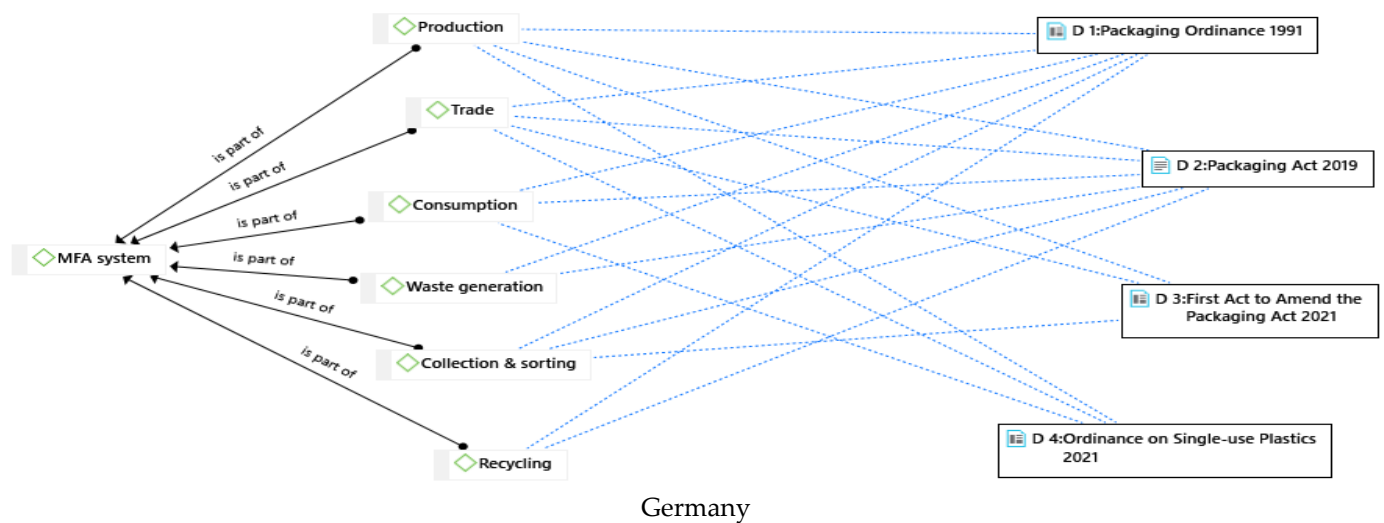 Production
D 1:Packaging Ordinance 1991
is part of
Trade
is part of
D 2:Packaging Act 2019
Consumption
is part of
MFA system
is part of
Waste generation
is part of
D 3:First Act to Amend the
Packaging Act 2021
is part of
Collection & sorting
D 4:Ordinance on Single-use Plastics
2021
Recycling
Germany